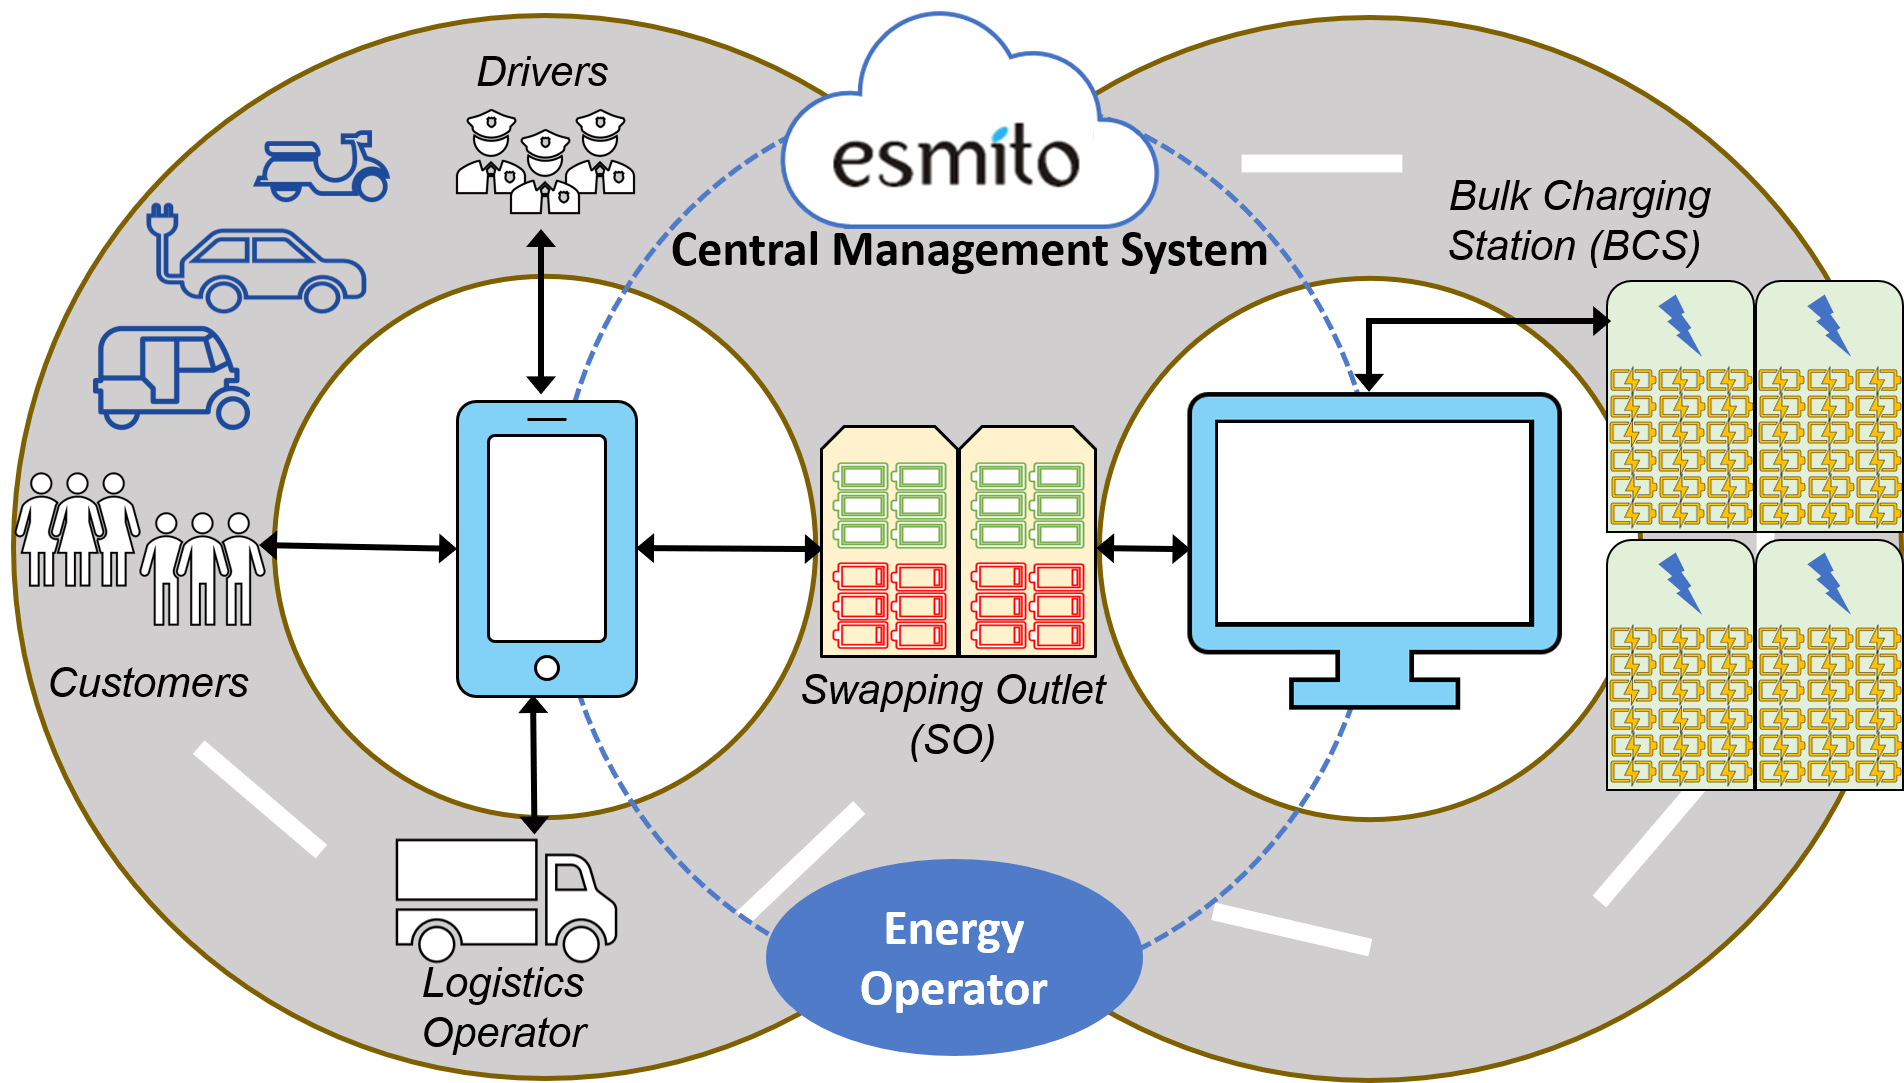 Drivers
esmito
Central Management System
Bulk Charging
Station (BCS)
Customers
Swapping Outlet
(SO)
Energy
Operator
Logistics
Operator